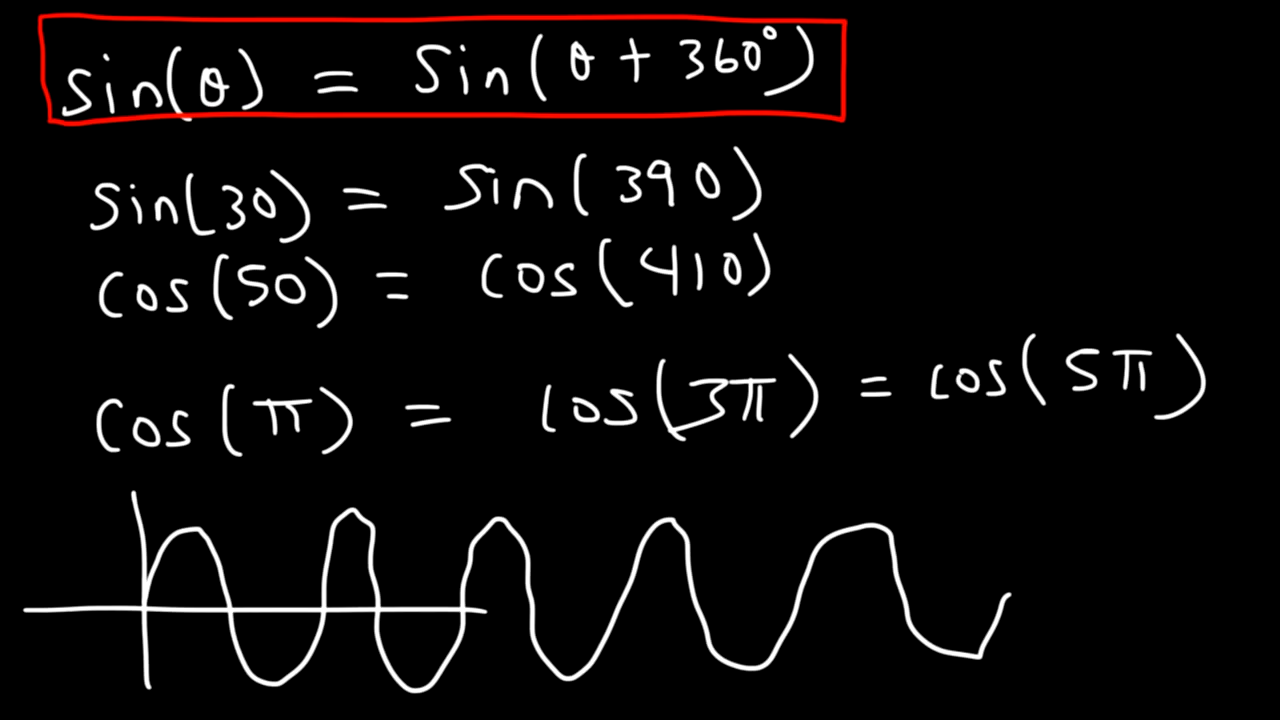 sin(θ) = sin(θ + 360°)
sin(30) = sin(390)
cos(50) = cos(410)
cos(π) = cos(3π) = cos(5π)